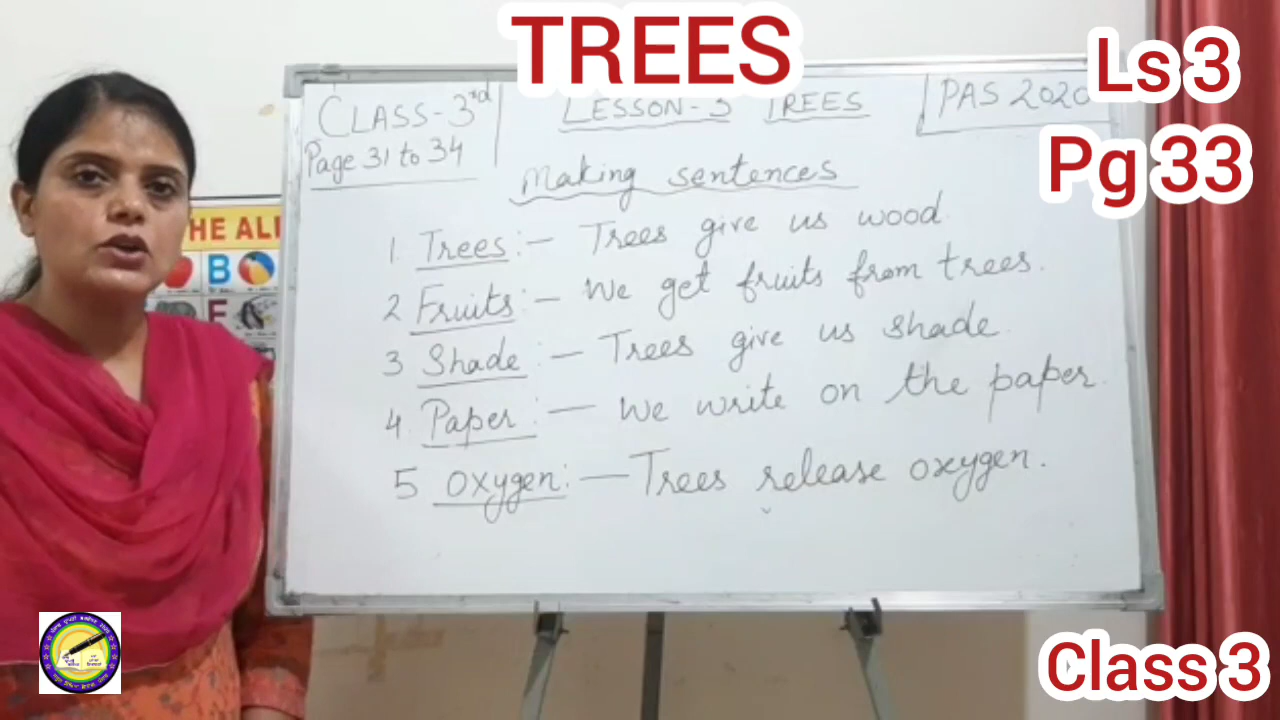 TREES
Ls 3
Pg 33
CLASS-3rd
Page 31 to 34
LESSON-3 TREES
PAS 2020
Making sentences
1 Trees:- Trees give us wood.
2 Fruits:- We get fruits from trees.
3 Shade:- Trees give us shade.
4. Paper:- We write on the paper.
5 Oxygen:- Trees release oxygen.
HE AL
B
Class 3